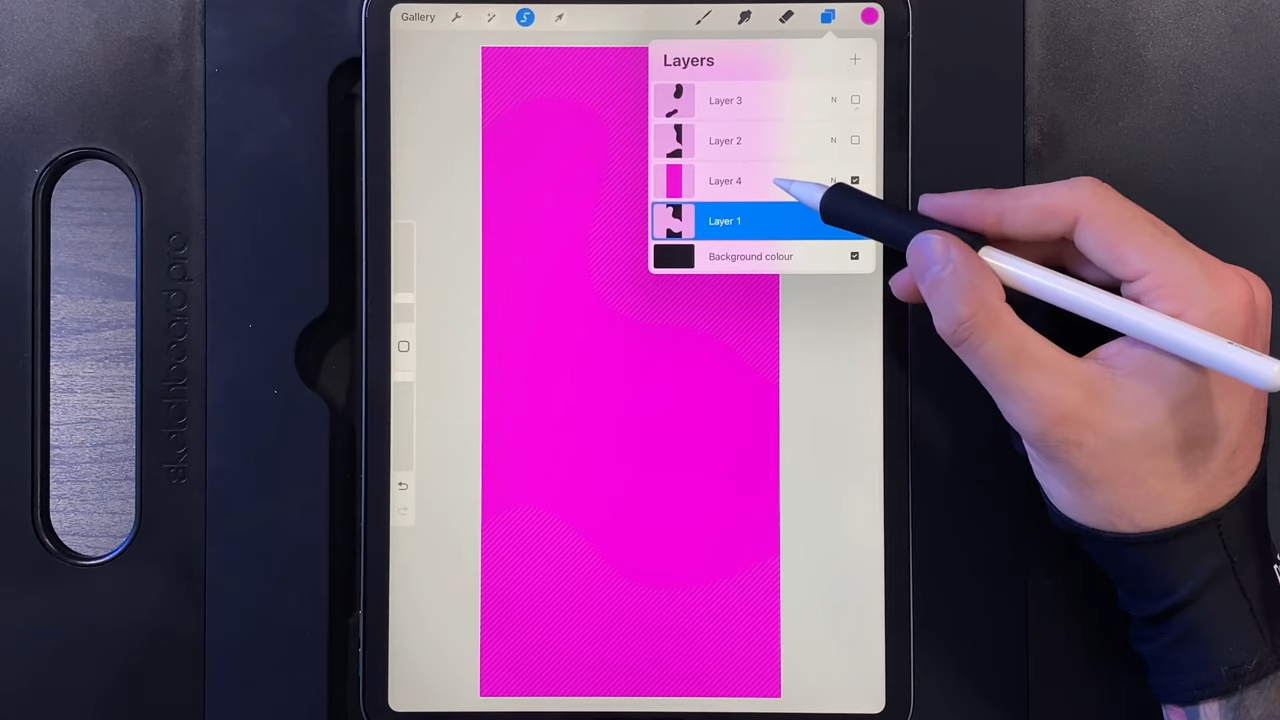 Gallery
Layers
Layer 3 N
Layer 2 N
Layer 4 N
Layer 1
Background colour
sketchboard pro